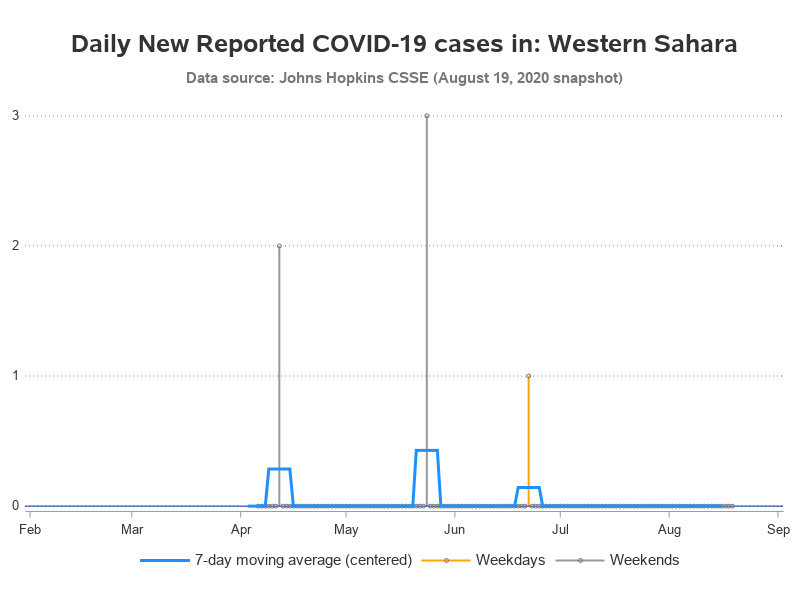 Daily New Reported COVID-19 cases in: Western Sahara
Data source: Johns Hopkins CSSE (August 19, 2020 snapshot)
3
2
1
0
Feb Mar Apr May Jun Jul Aug Sep
7-day moving average (centered) Weekdays Weekends